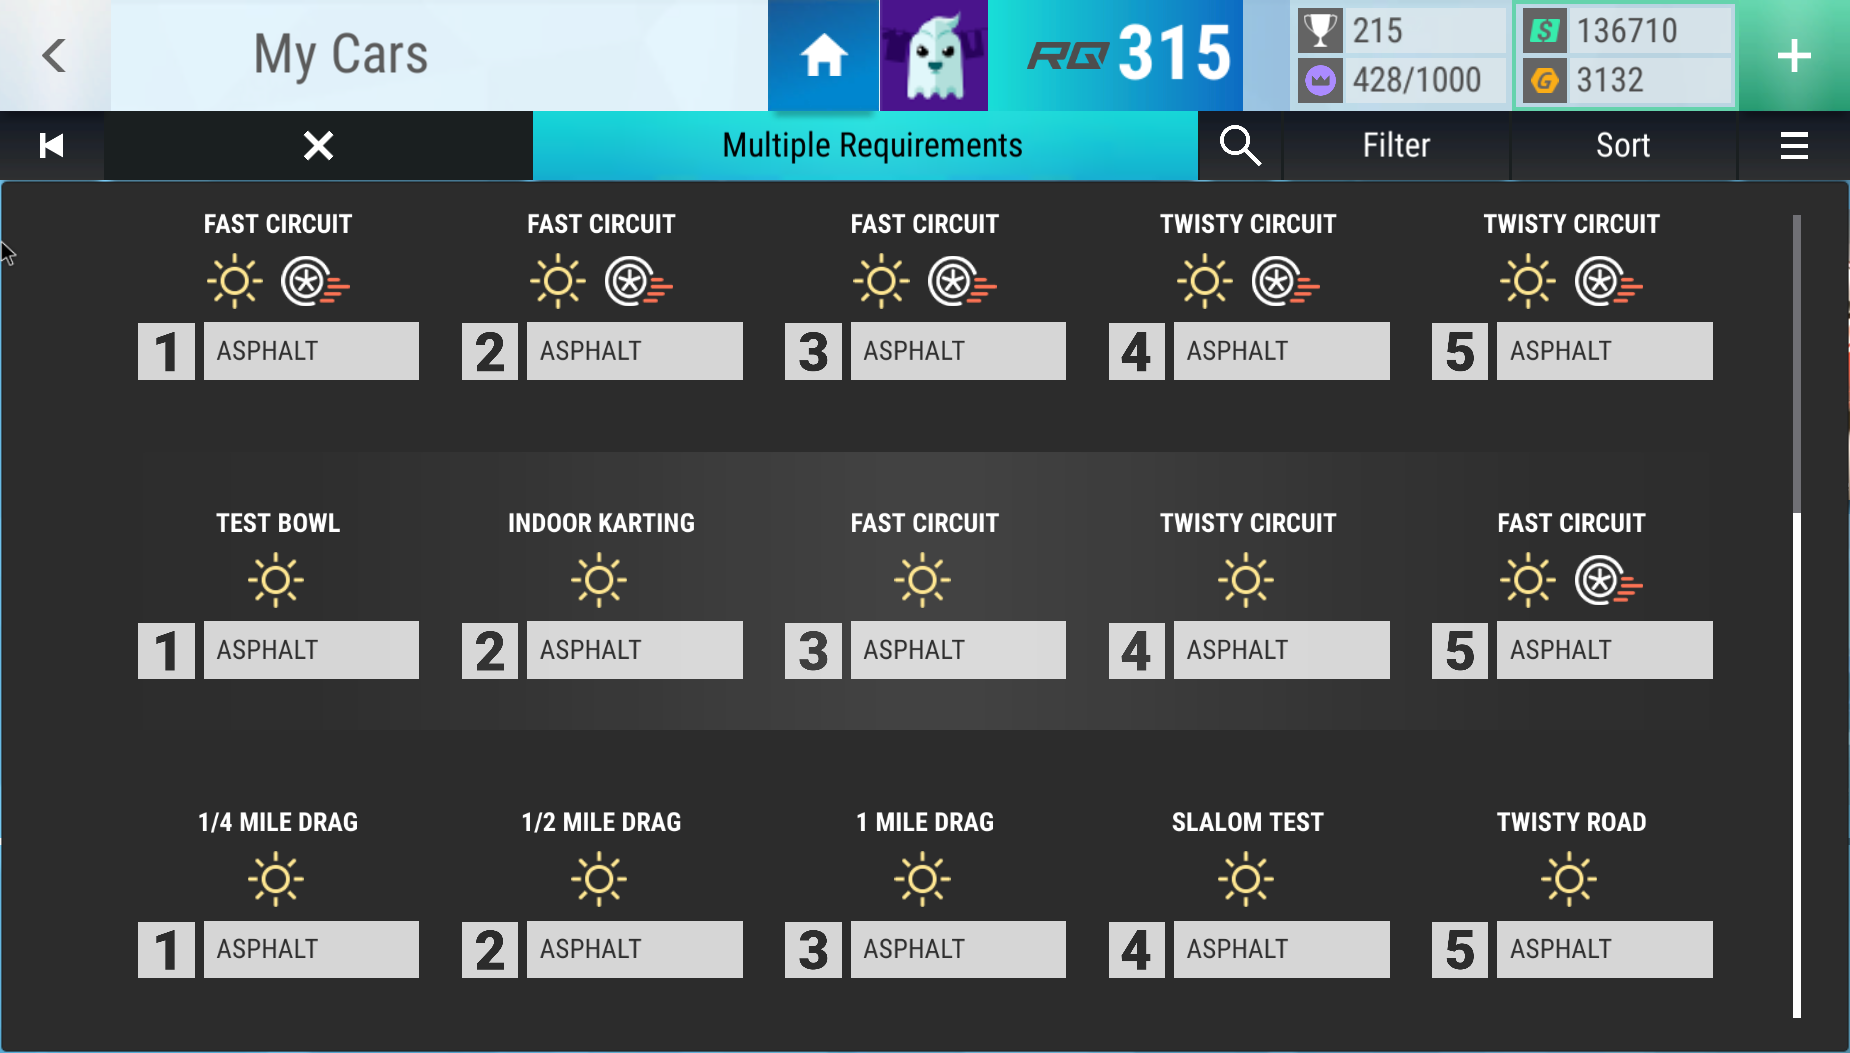 My Cars
RQ 315
215
428/1000
136710
3132
Multiple Requirements
Filter
Sort
FAST CIRCUIT FAST CIRCUIT FAST CIRCUIT TWISTY CIRCUIT TWISTY CIRCUIT
1 ASPHALT 2 ASPHALT 3 ASPHALT 4 ASPHALT 5 ASPHALT
TEST BOWL INDOOR KARTING FAST CIRCUIT TWISTY CIRCUIT FAST CIRCUIT
1 ASPHALT 2 ASPHALT 3 ASPHALT 4 ASPHALT 5 ASPHALT
1/4 MILE DRAG 1/2 MILE DRAG 1 MILE DRAG SLALOM TEST TWISTY ROAD
1 ASPHALT 2 ASPHALT 3 ASPHALT 4 ASPHALT 5 ASPHALT